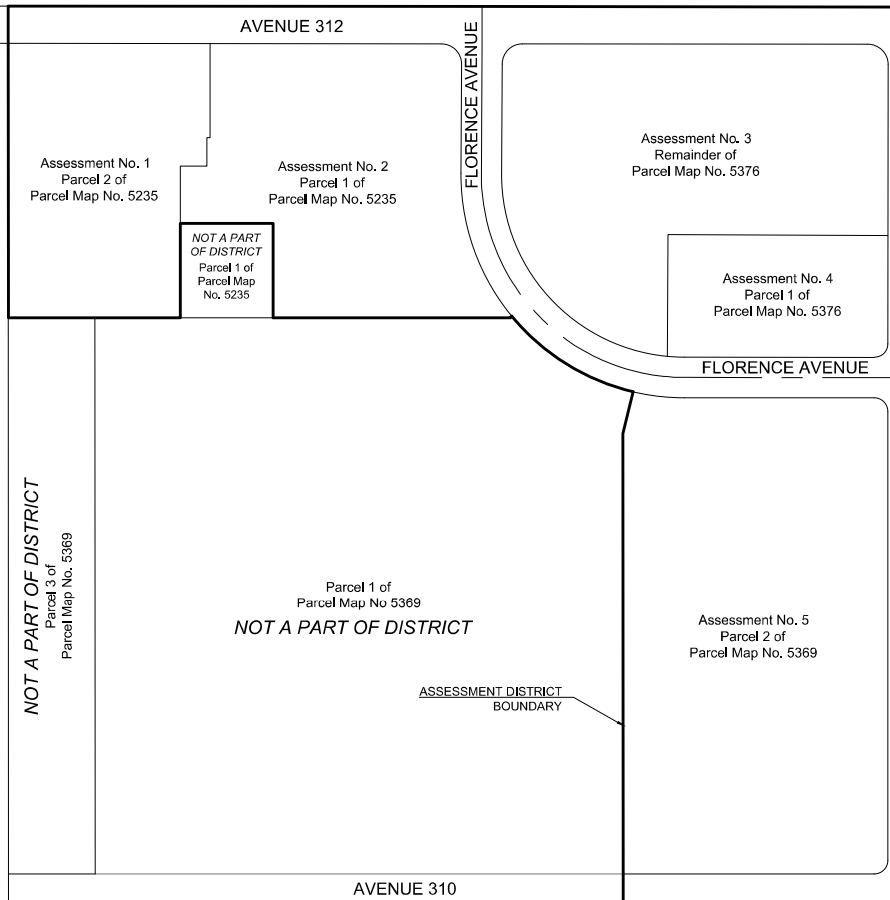 AVENUE 312
FLORENCE AVENUE
Assessment No. 1
Parcel 2 of
Parcel Map No. 5235
Assessment No. 2
Parcel 1 of
Parcel Map No. 5235
Assessment No. 3
Remainder of
Parcel Map No. 5376
NOT A PART
OF DISTRICT
Parcel 1 of
Parcel Map
No. 5235
Assessment No. 4
Parcel 1 of
Parcel Map No. 5376
FLORENCE AVENUE
NOT A PART OF DISTRICT
Parcel 3 of
Parcel Map No. 5369
Parcel 1 of
Parcel Map No 5369
NOT A PART OF DISTRICT
Assessment No. 5
Parcel 2 of
Parcel Map No. 5369
ASSESSMENT DISTRICT
BOUNDARY
AVENUE 310